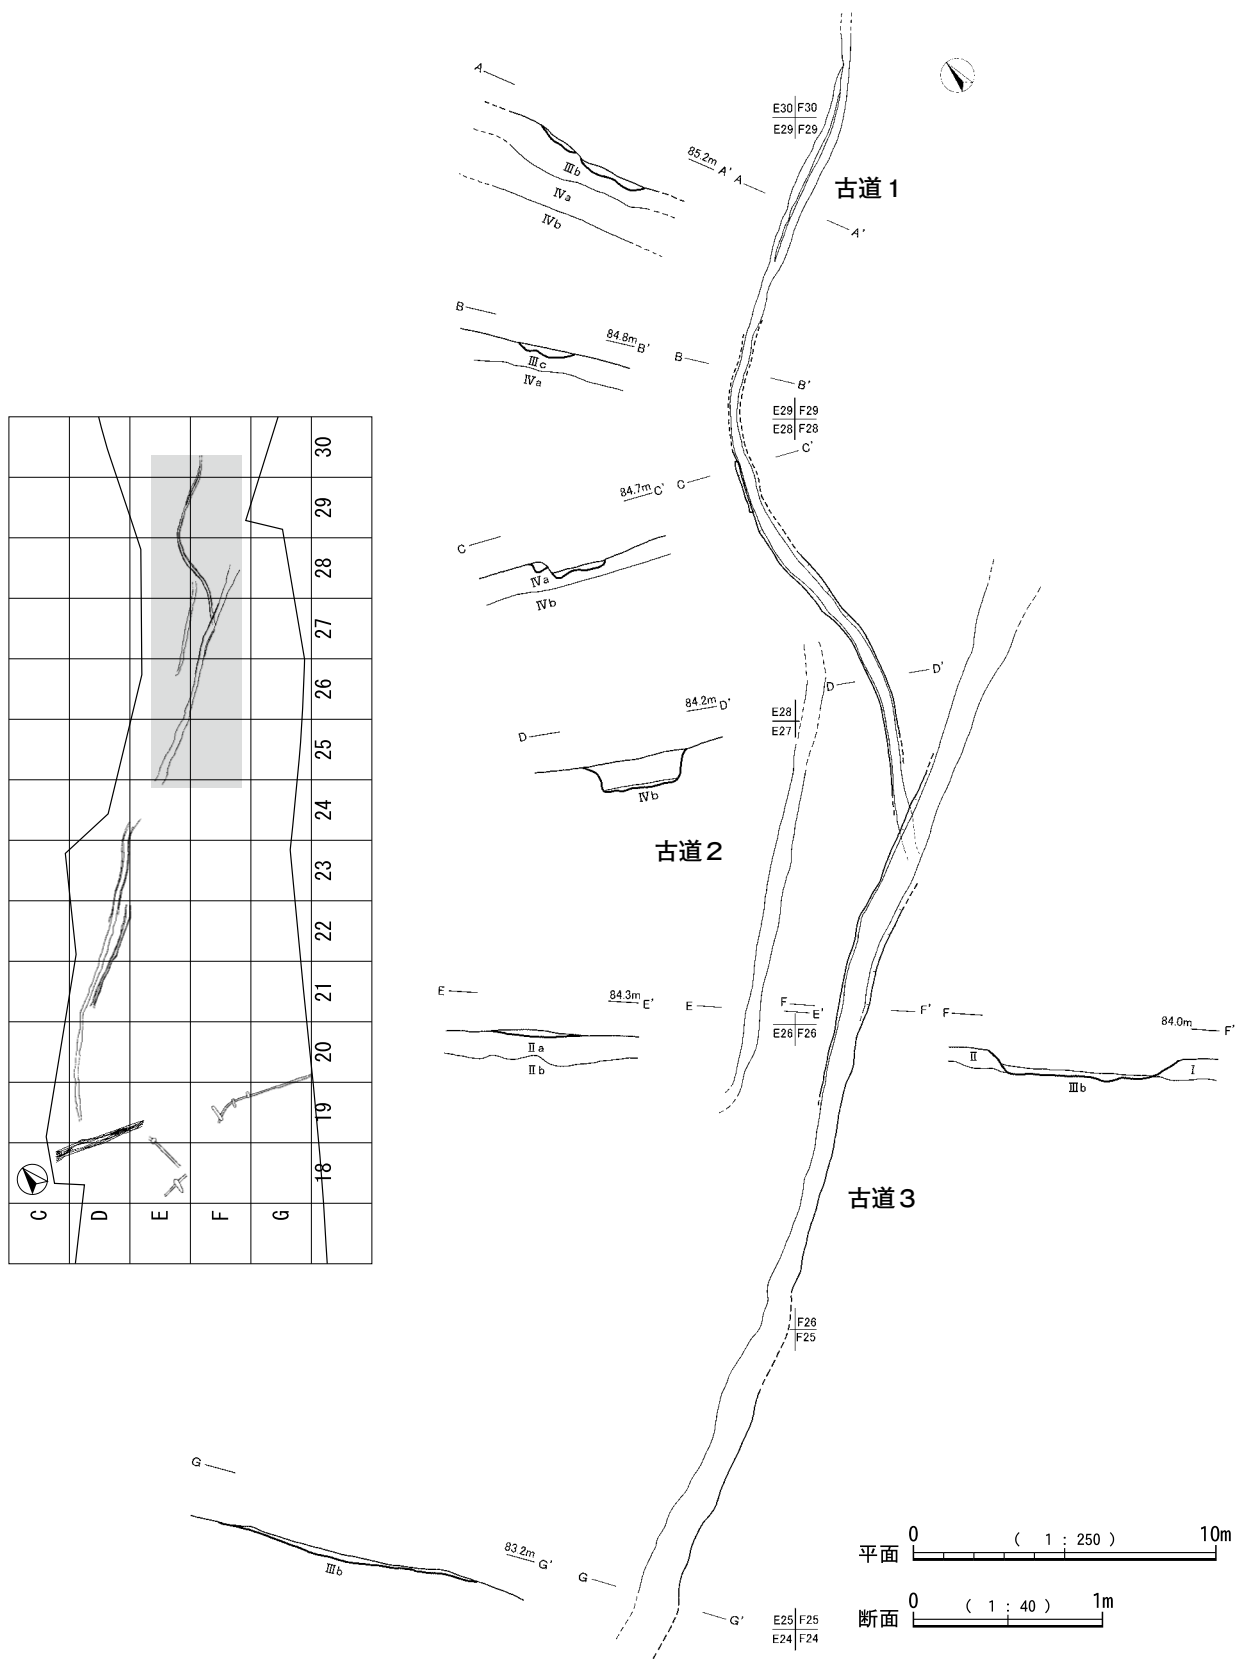 A
E30 F30
E29 F29
Ⅲb
Ⅳa
Ⅳb
85.2m A'
A
A'
古道1
B
84.8m B'
B
B'
Ⅲc
Ⅳa
E29 F29
E28 F28
C'
84.7m C'
C
C
Ⅳa
Ⅳb
D'
D
84.2m D'
E28
E27
D
Ⅳb
古道2
E
84.3m E'
E
F
E'
F'
F
84.0m F'
E26 F26
Ⅱa
Ⅱb
Ⅱ
Ⅰ
Ⅲb
古道3
F26
F25
G
83.2m G'
G
G'
Ⅲb
E25 F25
E24 F24
30
29
28
27
26
25
24
23
22
21
20
19
18
C
D
E
F
G
平面 0 ( 1 : 250 ) 10m
断面 0 ( 1 : 40 ) 1m